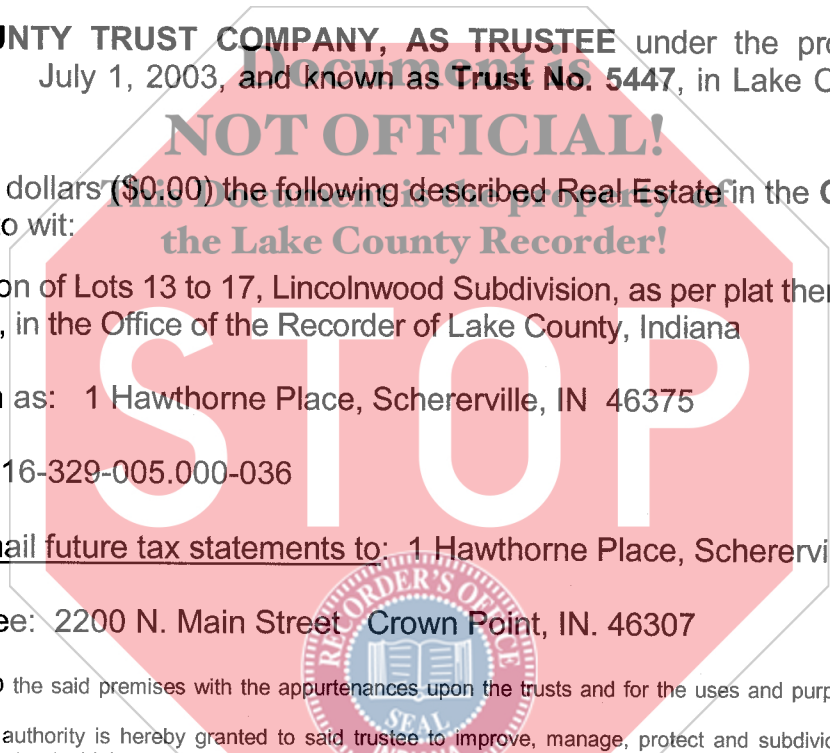 UNTY TRUST COMPANY, AS TRUSTEE under the pro
July 1, 2003, and known as Trust No. 5447, in Lake C
Document is
NOT OFFICIAL!
dollars ($0.00) the following described Real Estate in the
This Document is the property of
o wit:
the Lake County Recorder!
on of Lots 13 to 17, Lincolnwood Subdivision, as per plat ther
, in the Office of the Recorder of Lake County, Indiana
STOP
as: 1 Hawthorne Place, Schererville, IN 46375
16-329-005.000-036
ail future tax statements to: 1 Hawthorne Place, Scherervi
ee: 2200 N. Main Street Crown Point, IN. 46307
RECORDER'S OFFICE
the said premises with the appurtenances upon the trusts and for the uses and purp
SEAL
authority is hereby granted to said trustee to improve, manage, protect and subdivid